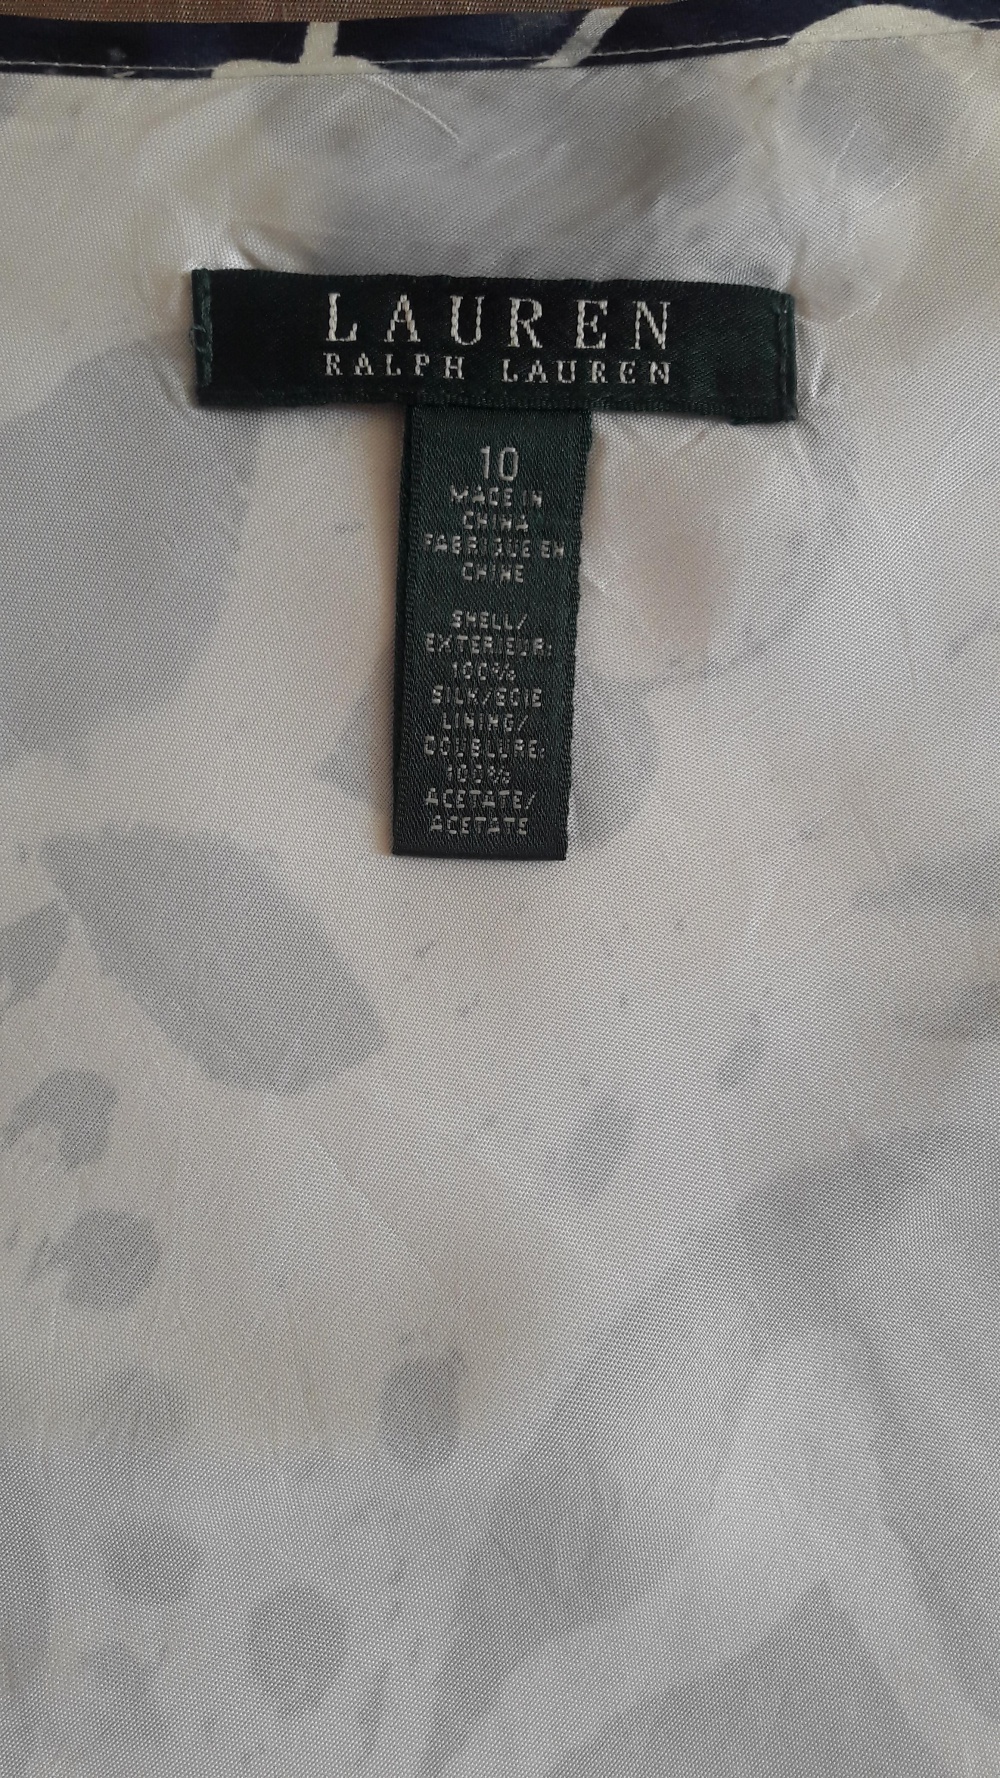 LAUREN
RALPH LAUREN
10
MADE IN
CHINA
FABRIQUE EN
CHINE
SHELL/
EXTERIEUR:
100%
SILK/SOIE
LINING/
DOUBLURE:
100%
ACETATE/
ACETATE